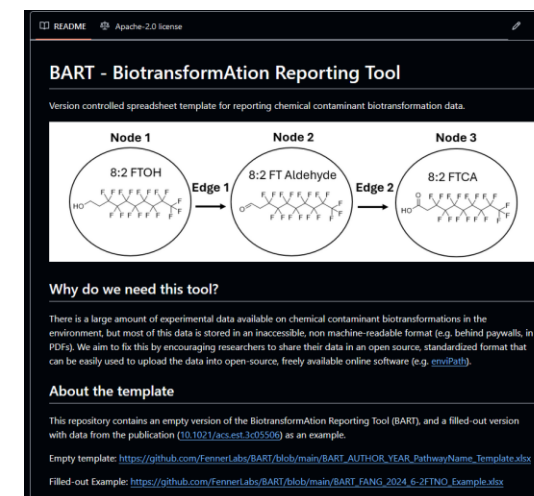 README Apache-2.0 license
BART - BiotransformAtion Reporting Tool
Version controlled spreadsheet template for reporting chemical contaminant biotransformation data.
Node 1 Node 2 Node 3
8:2 FTOH Edge 1 8:2 FT Aldehyde Edge 2 8:2 FTCA
F F F F F F F F
HO
F
F
F F F F F F F
F F F F F F F F
O
F
F
F F F F F F F
O F F F F F F F F
HO
F
F
F F F F F F F
Why do we need this tool?
There is a large amount of experimental data available on chemical contaminant biotransformations in the
environment, but most of this data is stored in an inaccessible, non machine-readable format (e.g. behind paywalls, in
PDFs). We aim to fix this by encouraging researchers to share their data in an open source, standardized format that
can be easily used to upload the data into open-source, freely available online software (e.g. enviPath).
About the template
This repository contains an empty version of the BiotransformAtion Reporting Tool (BART), and a filled-out version
with data from the publication (10.1021/acs.est.3c05506) as an example.
Empty template: https://github.com/FennerLabs/BART/blob/main/BART_AUTHOR_YEAR_PathwayName_Template.xlsx
Filled-out Example: https://github.com/FennerLabs/BART/blob/main/BART_FANG_2024_6-2FTNO_Example.xlsx